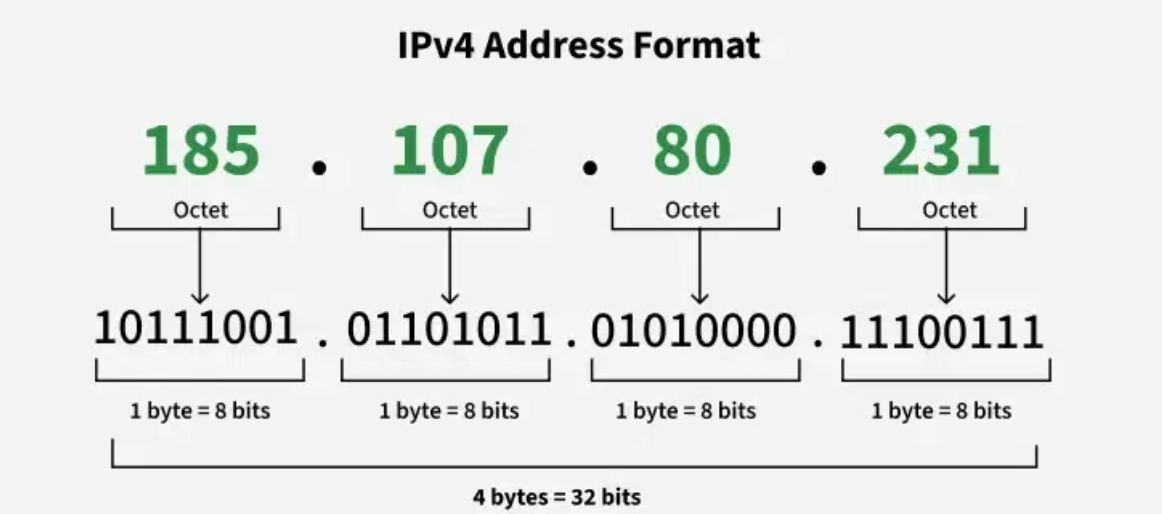 IPv4 Address Format
185 . 107 . 80 . 231
Octet Octet Octet Octet
10111001 . 01101011 . 01010000 . 11100111
1 byte = 8 bits 1 byte = 8 bits 1 byte = 8 bits 1 byte = 8 bits
4 bytes = 32 bits